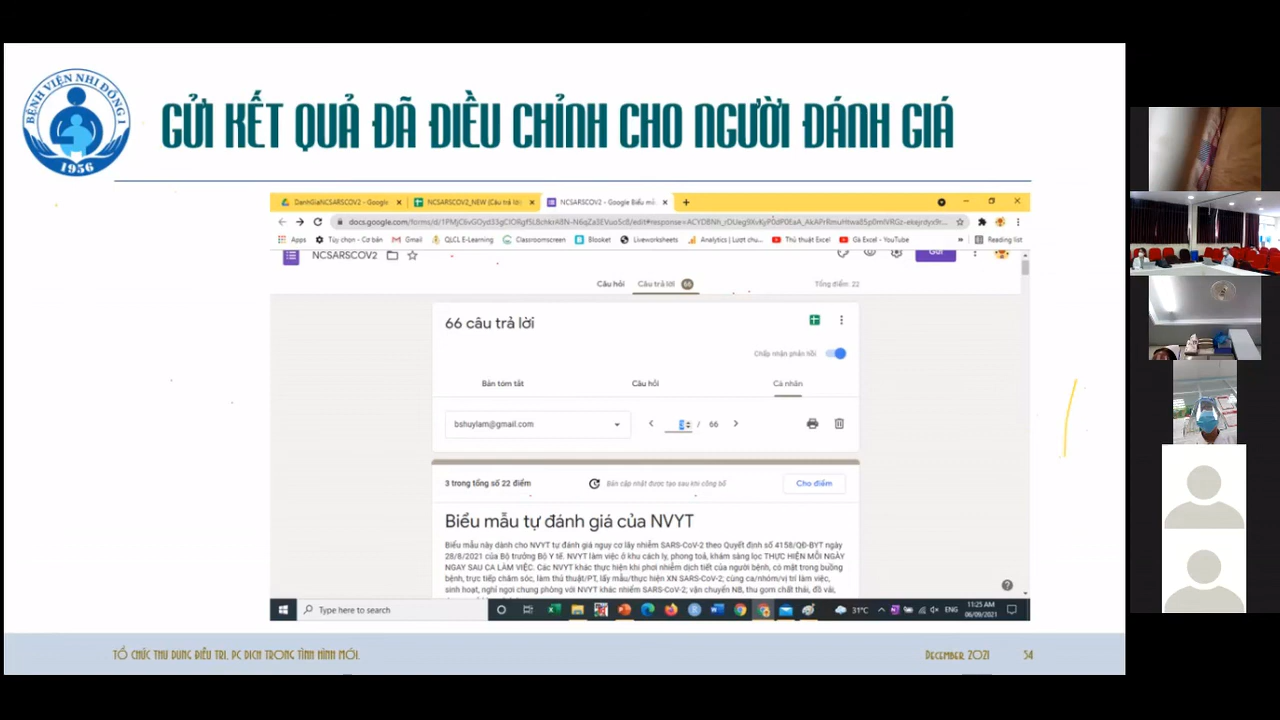 BỆNH VIỆN NHI ĐỒNG 1
1956
GỬI KẾT QUẢ ĐÃ ĐIỀU CHỈNH CHO NGƯỜI ĐÁNH GIÁ
DanhGiaNCSARSCOV2 - Google
NCSARSCOV2_NEW (Câu trả lời
NCSARSCOV2 - Google Biểu mẫu
Apps
Tùy chọn - Cơ bản
Gmail
QLCL E-Learning
Classroomscreen
Blooket
Liveworksheets
Analytics | Lượt chu...
Thủ thuật Excel
Gà Excel - YouTube
Reading list
NCSARSCOV2
Gửi
Câu hỏi
Câu trả lời 66
Tổng điểm: 22
66 câu trả lời
Chấp nhận phản hồi
Bản tóm tắt
Câu hỏi
Cá nhân
bshuylam@gmail.com
3 / 66
3 trong tổng số 22 điểm
Bản cập nhật được tạo sau khi công bố
Cho điểm
Biểu mẫu tự đánh giá của NVYT
Biểu mẫu này dành cho NVYT tự đánh giá nguy cơ lây nhiễm SARS-CoV-2 theo Quyết định số 4158/QĐ-BYT ngày
28/8/2021 của Bộ trưởng Bộ Y tế. NVYT làm việc ở khu cách ly, phong toả, khám sàng lọc THỰC HIỆN MỖI NGÀY
NGAY SAU CA LÀM VIỆC. Các NVYT khác thực hiện khi phơi nhiễm dịch tiết của người bệnh, có mặt trong buồng
bệnh, trực tiếp chăm sóc, làm thủ thuật/PT, lấy mẫu/thực hiện XN SARS-CoV-2; cùng ca/nhóm/vị trí làm việc,
sinh hoạt, nghỉ ngơi chung phòng với NVYT khác nhiễm SARS-CoV-2; vận chuyển NB, thu gom chất thải, đồ vải,
Type here to search
31°C
ENG
11:25 AM
06/09/2021
TỔ CHỨC THU DUNG ĐIỀU TRỊ, PC DỊCH TRONG TÌNH HÌNH MỚI.
December, 2021
54